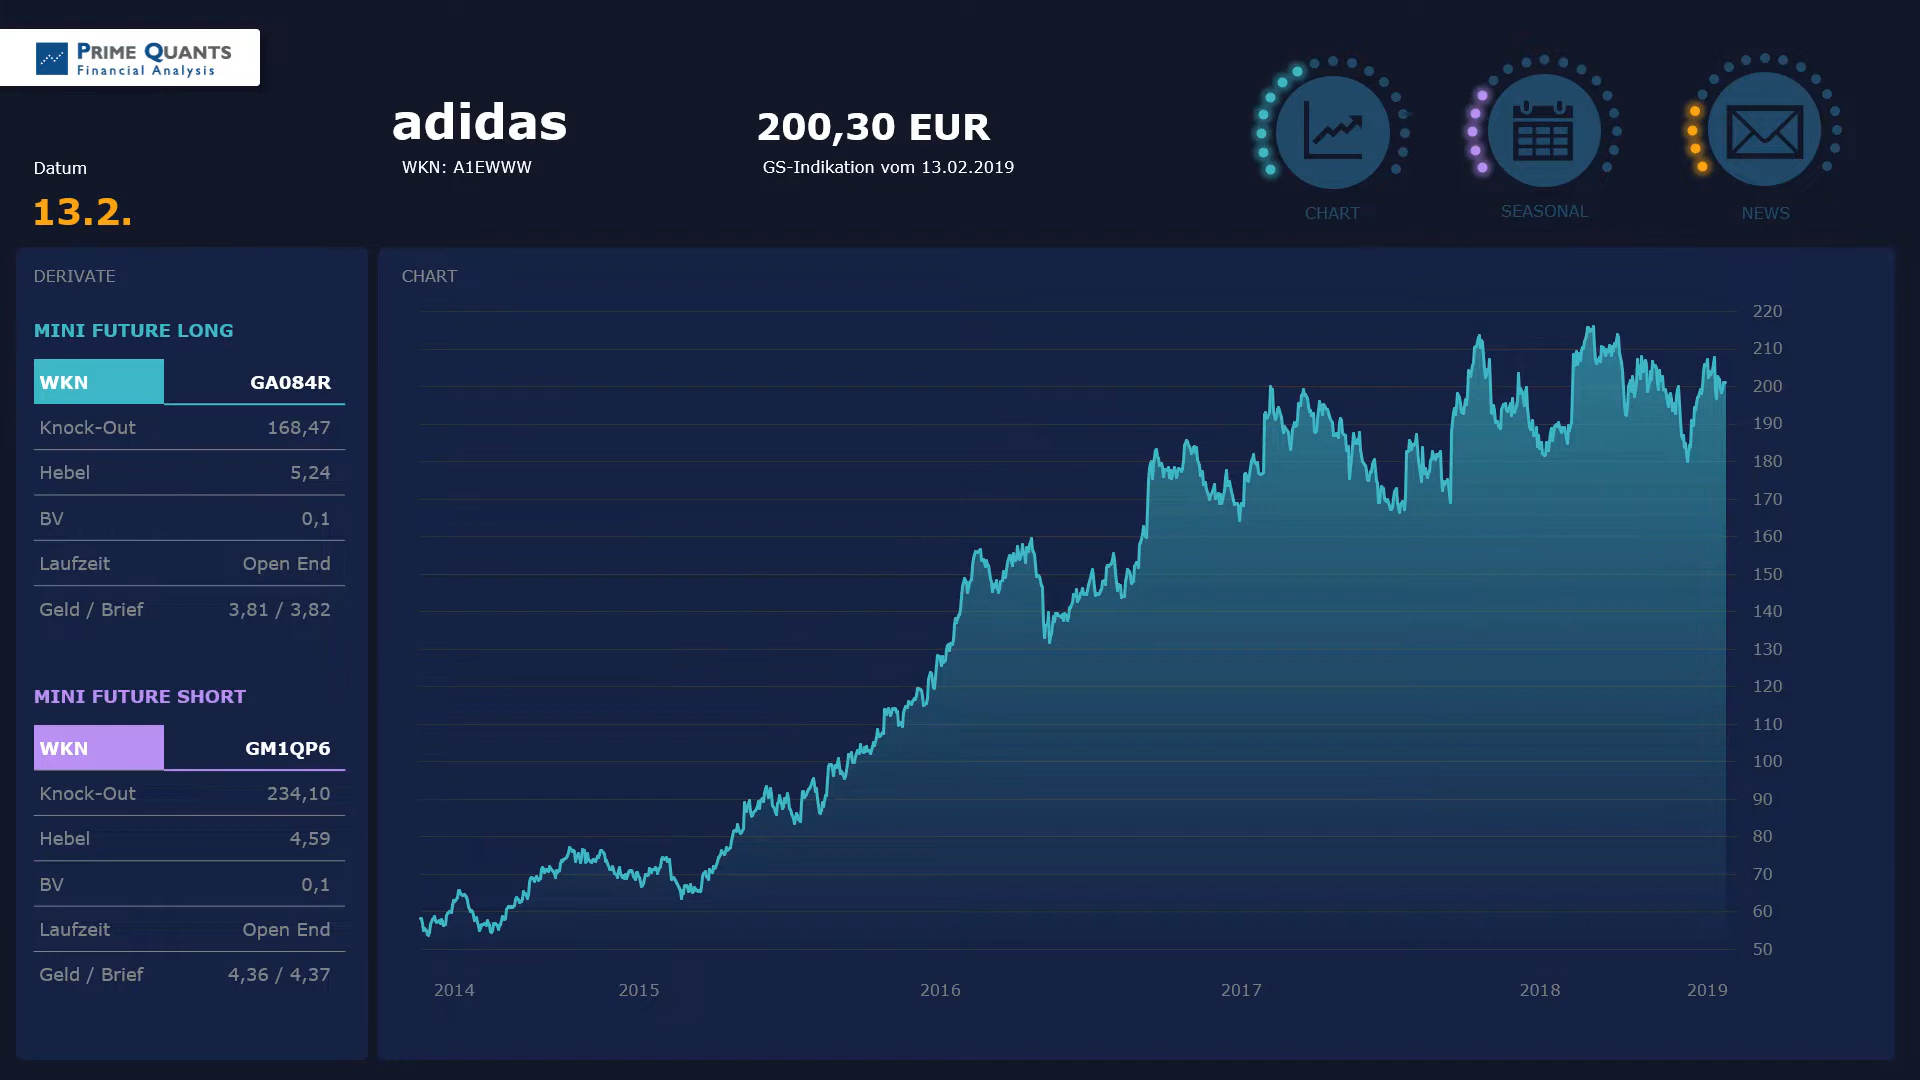 PRIME QUANTS
Financial Analysis
adidas
WKN: A1EWWW
200,30 EUR
GS-Indikation vom 13.02.2019
CHART
SEASONAL
NEWS
Datum
13.2.
DERIVATE
MINI FUTURE LONG
WKN GA084R
Knock-Out 168,47
Hebel 5,24
BV 0,1
Laufzeit Open End
Geld / Brief 3,81 / 3,82
MINI FUTURE SHORT
WKN GM1QP6
Knock-Out 234,10
Hebel 4,59
BV 0,1
Laufzeit Open End
Geld / Brief 4,36 / 4,37
CHART
220
210
200
190
180
170
160
150
140
130
120
110
100
90
80
70
60
50
2014 2015 2016 2017 2018 2019